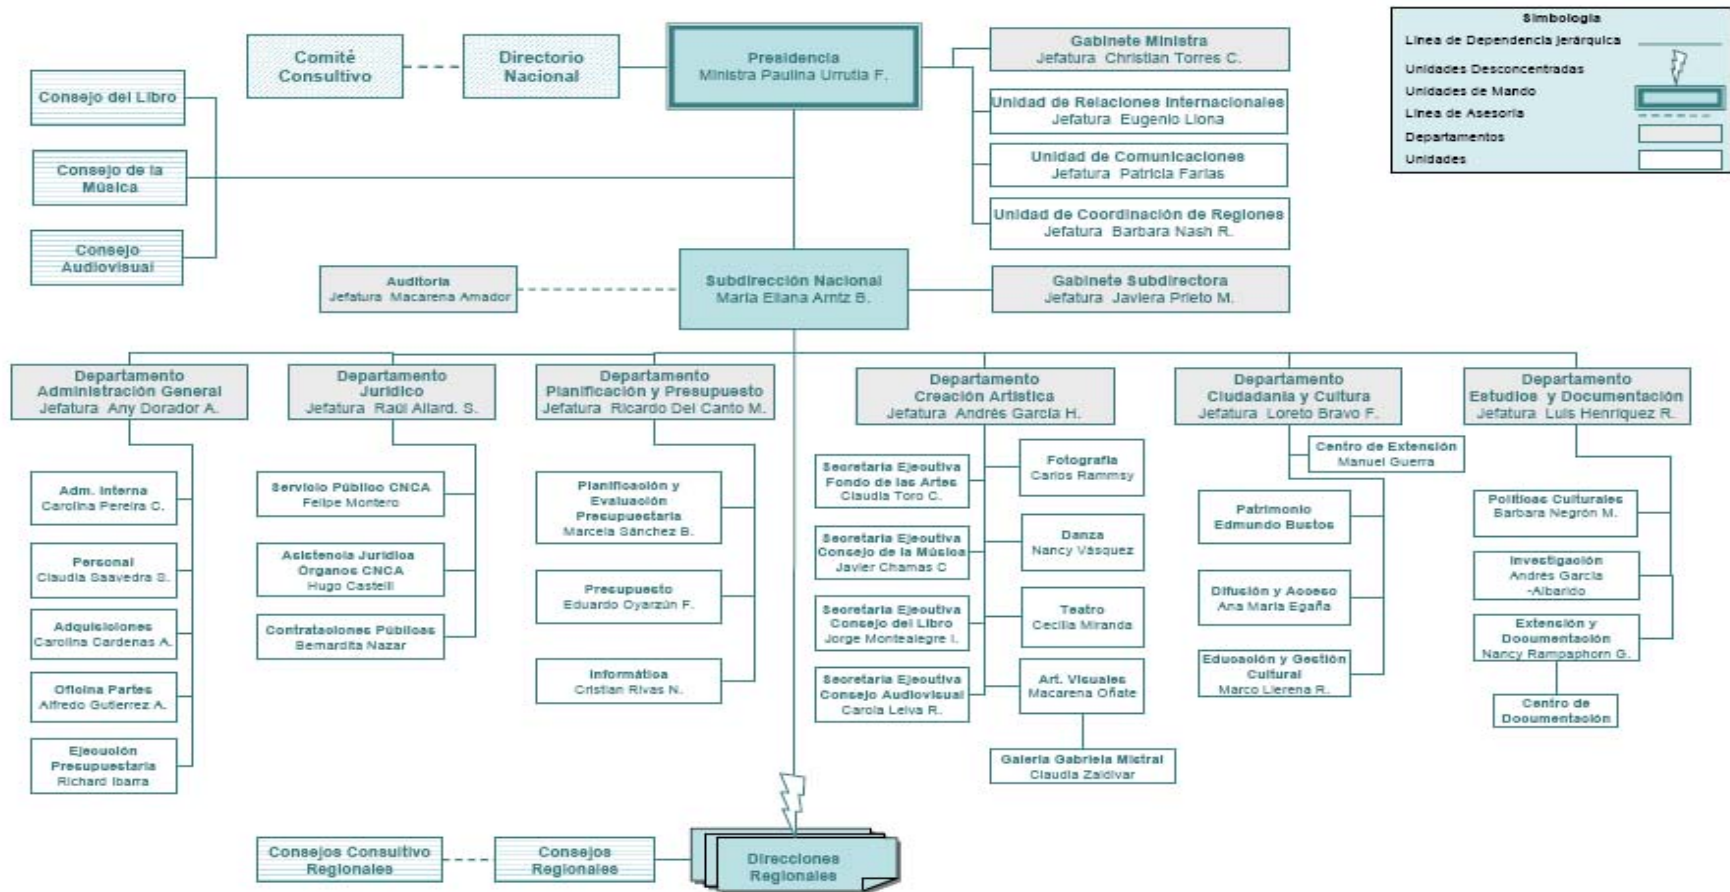 Comité
Consultivo
Directorio
Nacional
Presidencia
Ministra Paulina Urrutia F.
Gabinete Ministra
Jefatura Christian Torres C.
Unidad de Relaciones Internacionales
Jefatura Eugenio Llona
Unidad de Comunicaciones
Jefatura Patricia Farias
Unidad de Coordinación de Regiones
Jefatura Barbara Nash R.
Simbología
Linea de Dependencia jerárquica
Unidades Desconcentradas
Unidades de Mando
Linea de Asesoria
Departamentos
Unidades
Consejo del Libro
Consejo de la
Música
Consejo
Audiovisual
Auditoria
Jefatura Macarena Amador
Subdirección Nacional
Maria Eliana Arntz B.
Gabinete Subdirectora
Jefatura Javiera Prieto M.
Departamento
Administración General
Jefatura Any Dorador A.
Departamento
Jurídico
Jefatura Raúl Allard. S.
Departamento
Planificación y Presupuesto
Jefatura Ricardo Del Canto M.
Departamento
Creación Artística
Jefatura Andrés García H.
Departamento
Ciudadanía y Cultura
Jefatura Loreto Bravo F.
Departamento
Estudios y Documentación
Jefatura Luis Henríquez R.
Adm. Interna
Carolina Pereira C.
Personal
Claudia Saavedra S.
Adquisiciones
Carolina Cardenas A.
Oficina Partes
Alfredo Gutierrez A.
Ejecución
Presupuestaria
Richard Ibarra
Servicio Público CNCA
Felipe Montero
Asistencia Jurídica
Órganos CNCA
Hugo Castelli
Contrataciones Públicas
Bernardita Nazar
Planificación y
Evaluación
Presupuestaria
Marcela Sánchez B.
Presupuesto
Eduardo Oyarzún F.
Informática
Cristian Rivas N.
Secretaria Ejecutiva
Fondo de las Artes
Claudia Toro C.
Secretaria Ejecutiva
Consejo de la Música
Javier Chamas C
Secretaria Ejecutiva
Consejo del Libro
Jorge Montealegre I.
Secretaria Ejecutiva
Consejo Audiovisual
Carola Leiva R.
Fotografía
Carlos Rammsy
Danza
Nancy Vásquez
Teatro
Cecilia Miranda
Art. Visuales
Macarena Oñate
Galería Gabriela Mistral
Claudia Zaldivar
Centro de Extensión
Manuel Guerra
Patrimonio
Edmundo Bustos
Difusión y Acceso
Ana María Egaña
Educación y Gestión
Cultural
Marco Llerena R.
Políticas Culturales
Barbara Negrón M.
Investigación
Andrés García
-Albarido
Extensión y
Documentación
Nancy Rampaphorn G.
Centro de
Documentación
Consejos Consultivo
Regionales
Consejos
Regionales
Direcciones
Regionales